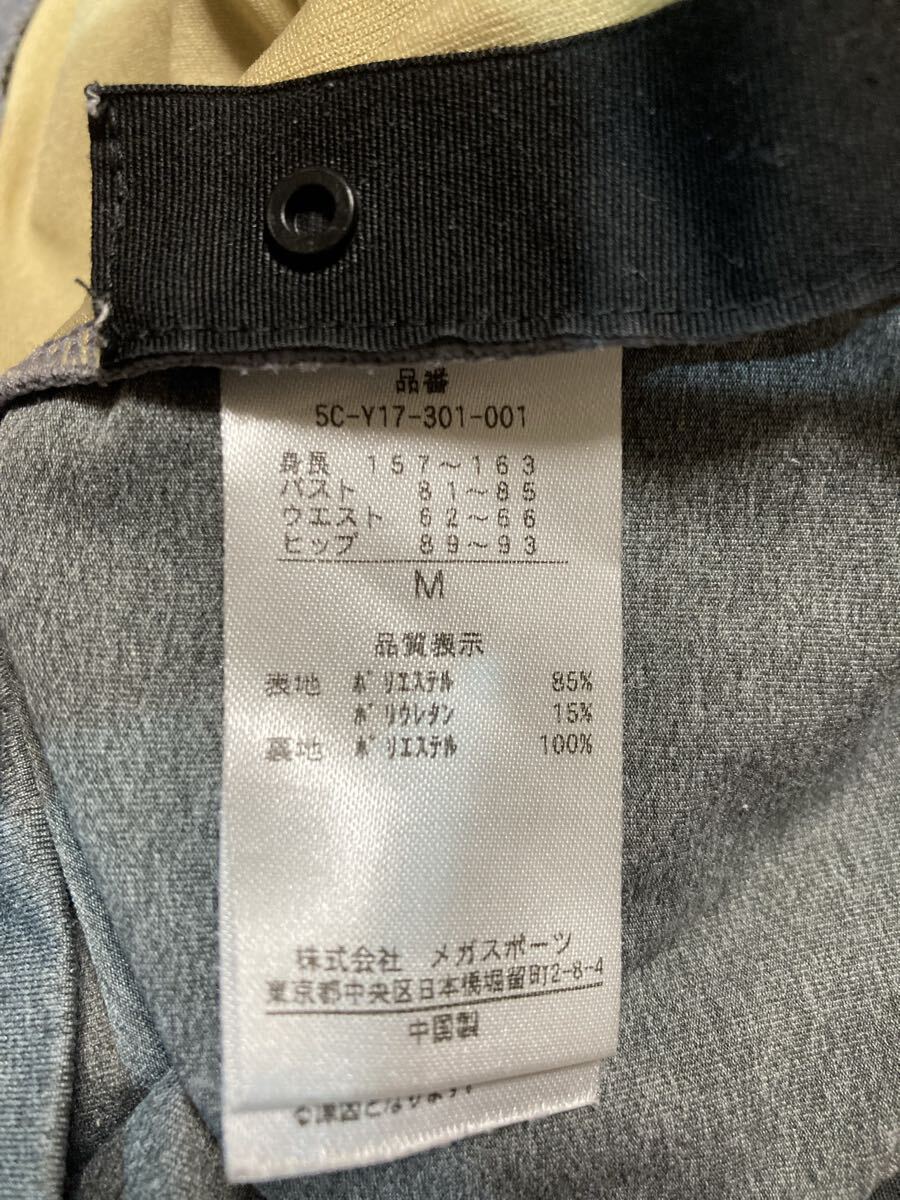 品番
5C-Y17-301-001
身長 157～163
バスト 81～85
ウエスト 62～66
ヒップ 89～93
M
品質表示
表地 ﾎﾟﾘｴｽﾃﾙ 85%
ﾎﾟﾘｳﾚﾀﾝ 15%
裏地 ﾎﾟﾘｴｽﾃﾙ 100%
株式会社 メガスポーツ
東京都中央区日本橋堀留町2-8-4
中国製